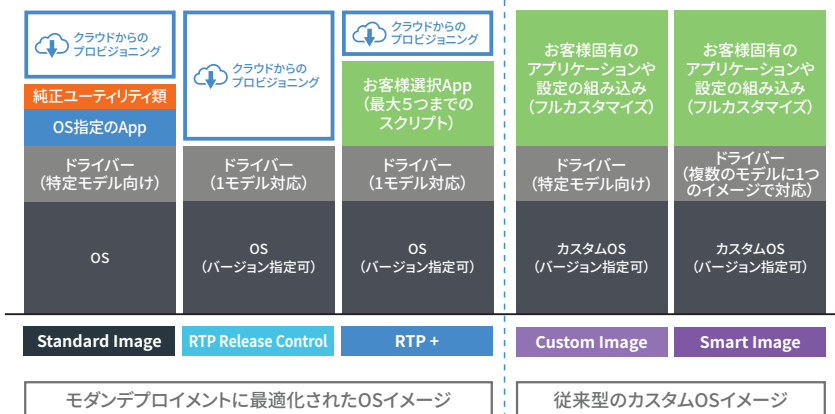 クラウドからの
プロビジョニング
純正ユーティリティ類
OS指定のApp
ドライバー
（特定モデル向け）
OS
Standard Image
クラウドからの
プロビジョニング
ドライバー
（1モデル対応）
OS
（バージョン指定可）
RTP Release Control
クラウドからの
プロビジョニング
お客様選択App
（最大5つまでの
スクリプト）
ドライバー
（1モデル対応）
OS
（バージョン指定可）
RTP +
お客様固有の
アプリケーションや
設定の組み込み
（フルカスタマイズ）
ドライバー
（特定モデル向け）
カスタムOS
（バージョン指定可）
Custom Image
お客様固有の
アプリケーションや
設定の組み込み
（フルカスタマイズ）
ドライバー
（複数のモデルに1つ
のイメージで対応）
カスタムOS
（バージョン指定可）
Smart Image
モダンデプロイメントに最適化されたOSイメージ
従来型のカスタムOSイメージ